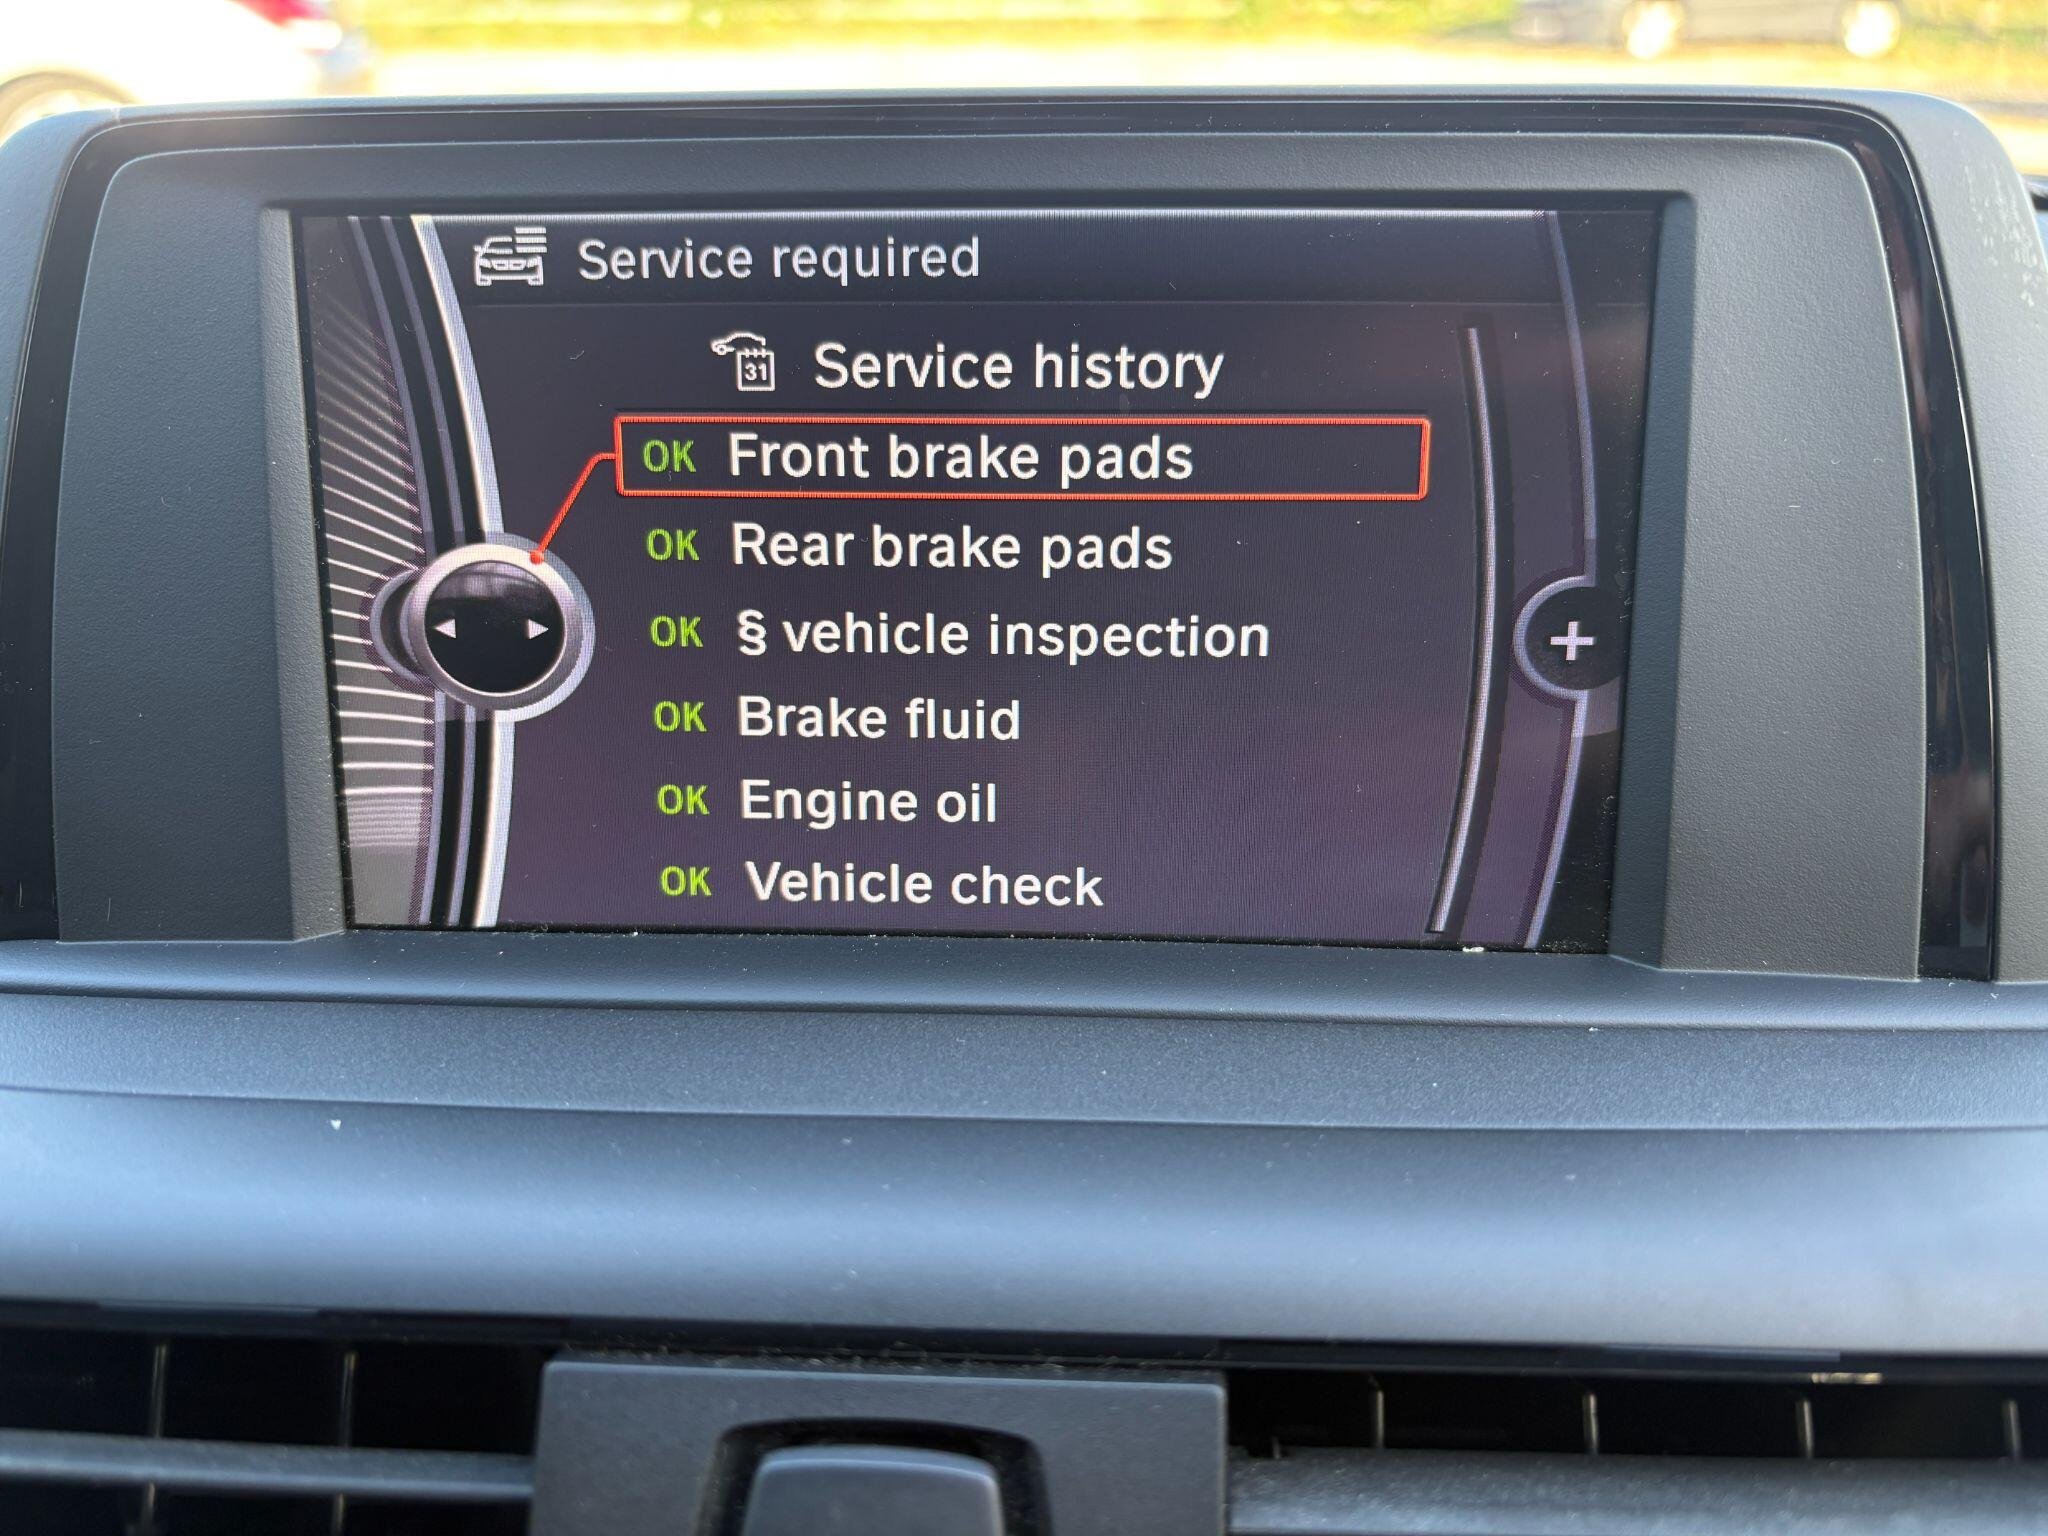 Service required
31 Service history
OK Front brake pads
OK Rear brake pads
OK § vehicle inspection
OK Brake fluid
OK Engine oil
OK Vehicle check
+